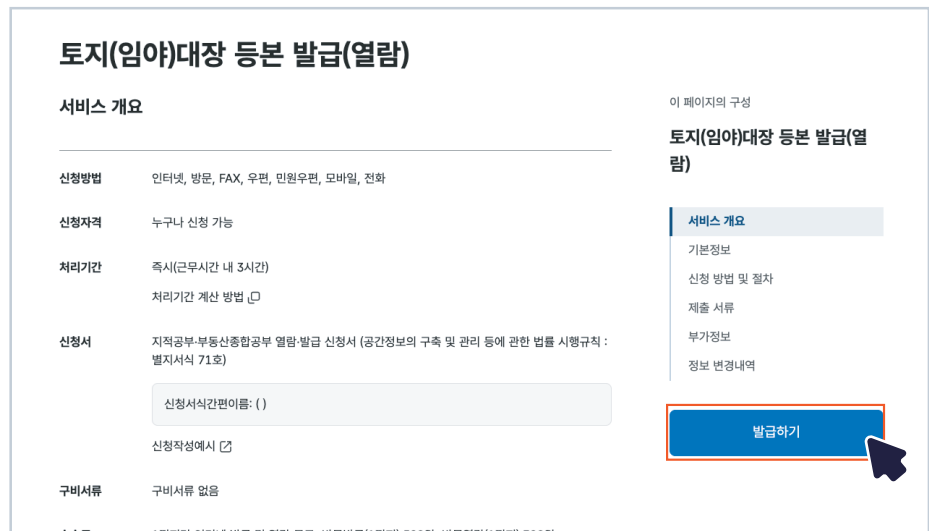 토지(임야)대장 등본 발급(열람)
서비스 개요
신청방법 인터넷, 방문, FAX, 우편, 민원우편, 모바일, 전화
신청자격 누구나 신청 가능
처리기간 즉시(근무시간 내 3시간)
처리기간 계산 방법
신청서 지적공부·부동산종합공부 열람·발급 신청서 (공간정보의 구축 및 관리 등에 관한 법률 시행규칙 :
별지서식 71호)
신청서식간편이름: ( )
신청작성예시
구비서류 구비서류 없음
이 페이지의 구성
토지(임야)대장 등본 발급(열
람)
서비스 개요
기본정보
신청 방법 및 절차
제출 서류
부가정보
정보 변경내역
발급하기